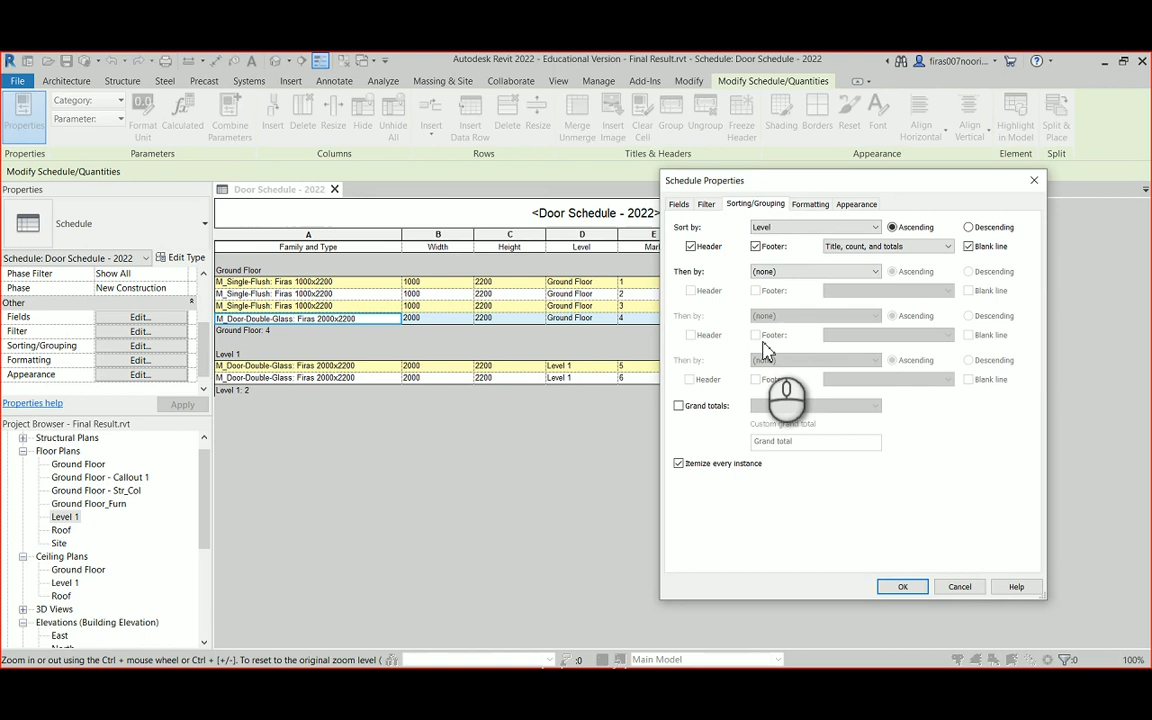 Autodesk Revit 2022 - Educational Version - Final Result.rvt - Schedule: Door Schedule - 2022
firas007noori...
File Architecture Structure Steel Precast Systems Insert Annotate Analyze Massing & Site Collaborate View Manage Add-Ins Modify Modify Schedule/Quantities
Properties
Category:
Parameter:
Format Unit
Calculated
Combine Parameters
Insert
Delete
Resize
Hide
Unhide All
Insert
Insert Data Row
Delete
Resize
Merge Unmerge
Insert Image
Clear Cell
Group
Ungroup
Freeze Header
Shading
Borders
Reset
Font
Align Horizontal
Align Vertical
Highlight in Model
Split & Place
Properties Parameters Columns Rows Titles & Headers Appearance Element Split
Modify Schedule/Quantities
Properties
Schedule
Schedule: Door Schedule - 2022 Edit Type
Phase Filter Show All
Phase New Construction
Other
Fields Edit...
Filter Edit...
Sorting/Grouping Edit...
Formatting Edit...
Appearance Edit...
Properties help Apply
Project Browser - Final Result.rvt
Structural Plans
Floor Plans
Ground Floor
Ground Floor - Callout 1
Ground Floor - Str_Col
Ground Floor_Furn
Level 1
Roof
Site
Ceiling Plans
Ground Floor
Level 1
Roof
3D Views
Elevations (Building Elevation)
East
Door Schedule - 2022
<Door Schedule - 2022>
A B C D E
Family and Type Width Height Level Mar
Ground Floor
M_Single-Flush: Firas 1000x2200 1000 2200 Ground Floor 1
M_Single-Flush: Firas 1000x2200 1000 2200 Ground Floor 2
M_Single-Flush: Firas 1000x2200 1000 2200 Ground Floor 3
M_Door-Double-Glass: Firas 2000x2200 2000 2200 Ground Floor 4
Ground Floor: 4
Level 1
M_Door-Double-Glass: Firas 2000x2200 2000 2200 Level 1 5
M_Door-Double-Glass: Firas 2000x2200 2000 2200 Level 1 6
Level 1: 2
Schedule Properties
Fields Filter Sorting/Grouping Formatting Appearance
Sort by: Level Ascending Descending
Header Footer: Title, count, and totals Blank line
Then by: (none) Ascending Descending
Header Footer: Blank line
Then by: (none) Ascending Descending
Header Footer: Blank line
Then by: (none) Ascending Descending
Header Footer: Blank line
Grand totals:
Custom grand total
Grand total
Itemize every instance
OK Cancel Help
Zoom in or out using the Ctrl + mouse wheel or Ctrl + [+/-]. To reset to the original zoom level (
:0 Main Model :0 100%